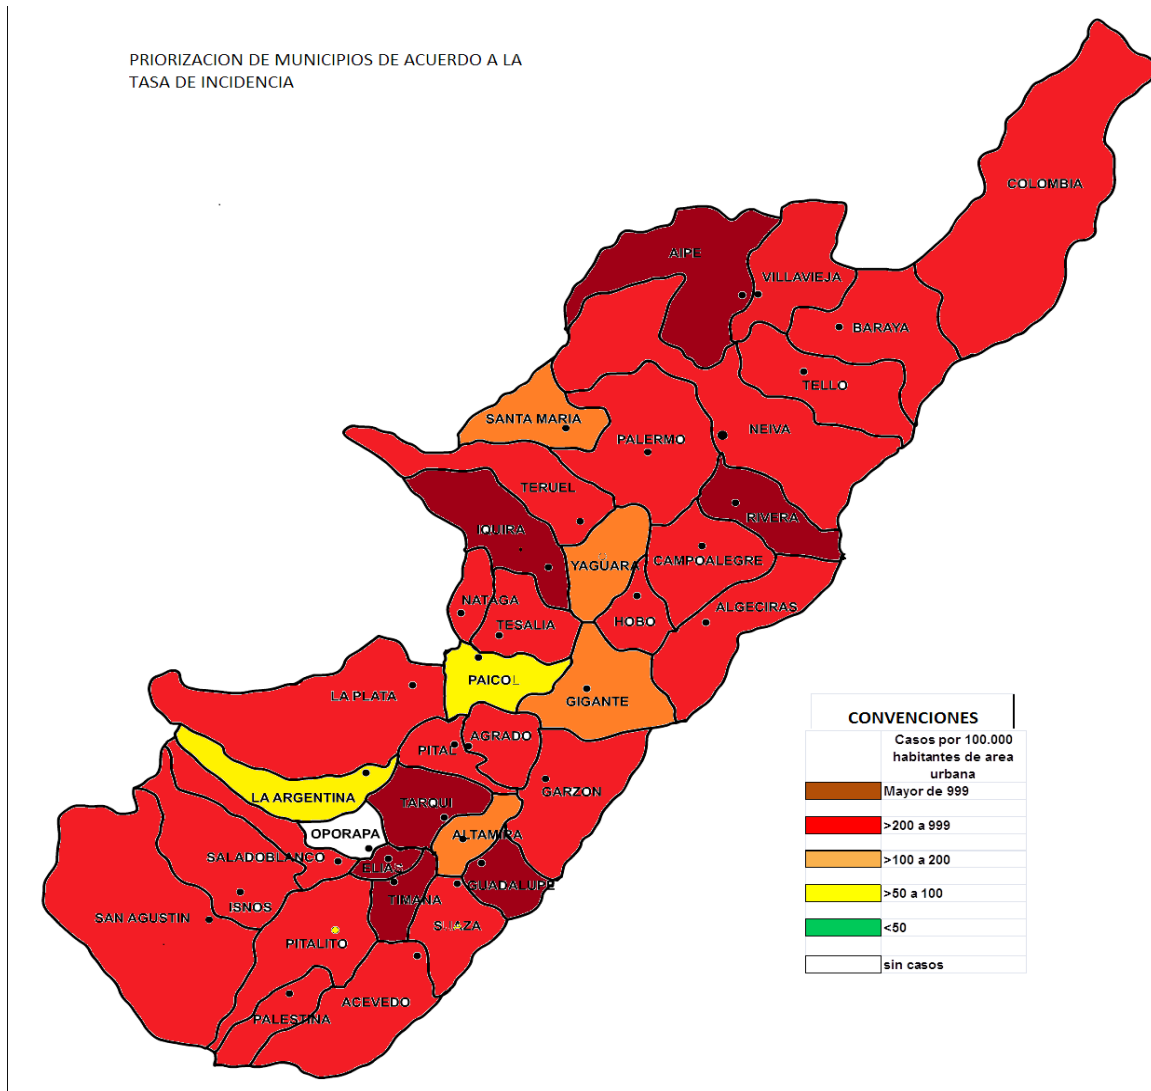 PRIORIZACION DE MUNICIPIOS DE ACUERDO A LA
TASA DE INCIDENCIA
COLOMBIA
AIPE
VILLAVIEJA
BARAYA
TELLO
SANTA MARIA
PALERMO
NEIVA
TERUEL
RIVERA
IQUIRA
YAGUARA
CAMPOALEGRE
NATAGA
TESALIA
HOBO
ALGECIRAS
PAICOL
LA PLATA
GIGANTE
PITAL
AGRADO
GARZON
LA ARGENTINA
TARQUI
OPORAPA
ALTAMIRA
SALADOBLANCO
ELIAS
GUADALUPE
TIMANA
ISNOS
SAN AGUSTIN
SUAZA
PITALITO
ACEVEDO
PALESTINA
CONVENCIONES
Casos por 100.000
habitantes de area
urbana
Mayor de 999
>200 a 999
>100 a 200
>50 a 100
<50
sin casos